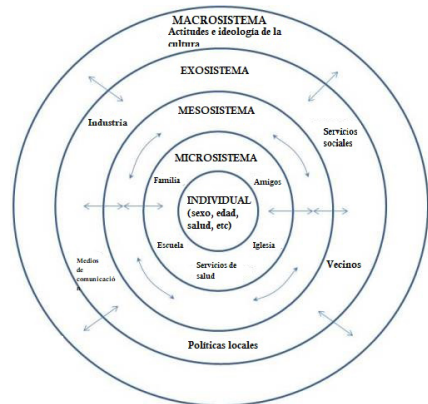 MACROSISTEMA
Actitudes e ideología de la
cultura
EXOSISTEMA
MESOSISTEMA
Industria
Servicios
sociales
MICROSISTEMA
Familia
Amigos
INDIVIDUAL
(sexo, edad,
salud, etc)
Escuela
Iglesia
Servicios de
salud
Medios
de
comunicació
n
Vecinos
Políticas locales